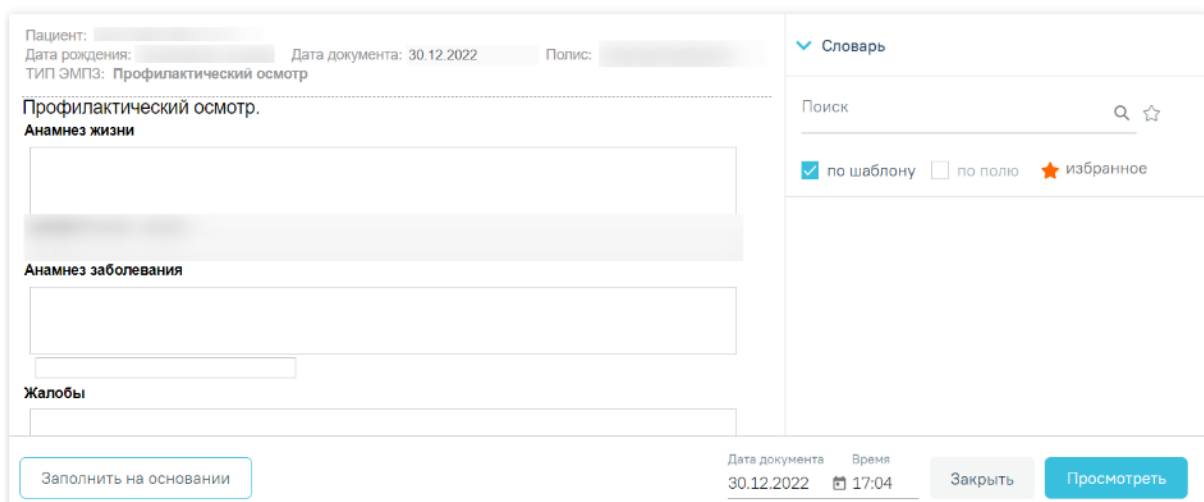 Пациент:
Дата рождения: Дата документа: 30.12.2022 Полис:
ТИП ЭМПЗ: Профилактический осмотр
Профилактический осмотр.
Анамнез жизни
Анамнез заболевания
Жалобы
Словарь
Поиск
по шаблону по полю избранное
Заполнить на основании
Дата документа Время
30.12.2022 17:04
Закрыть
Просмотреть